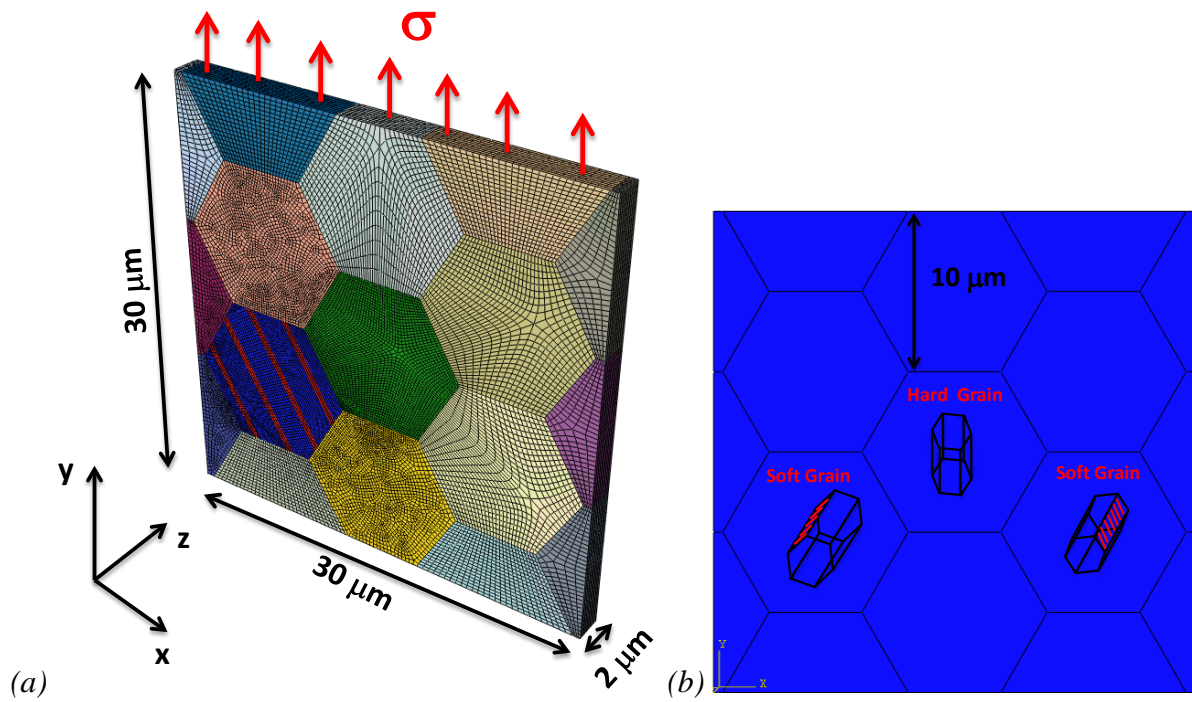 σ
30 μm
y
z
x
30 μm
2 μm
(a)
10 μm
Hard Grain
Soft Grain
Soft Grain
Y
X
(b)